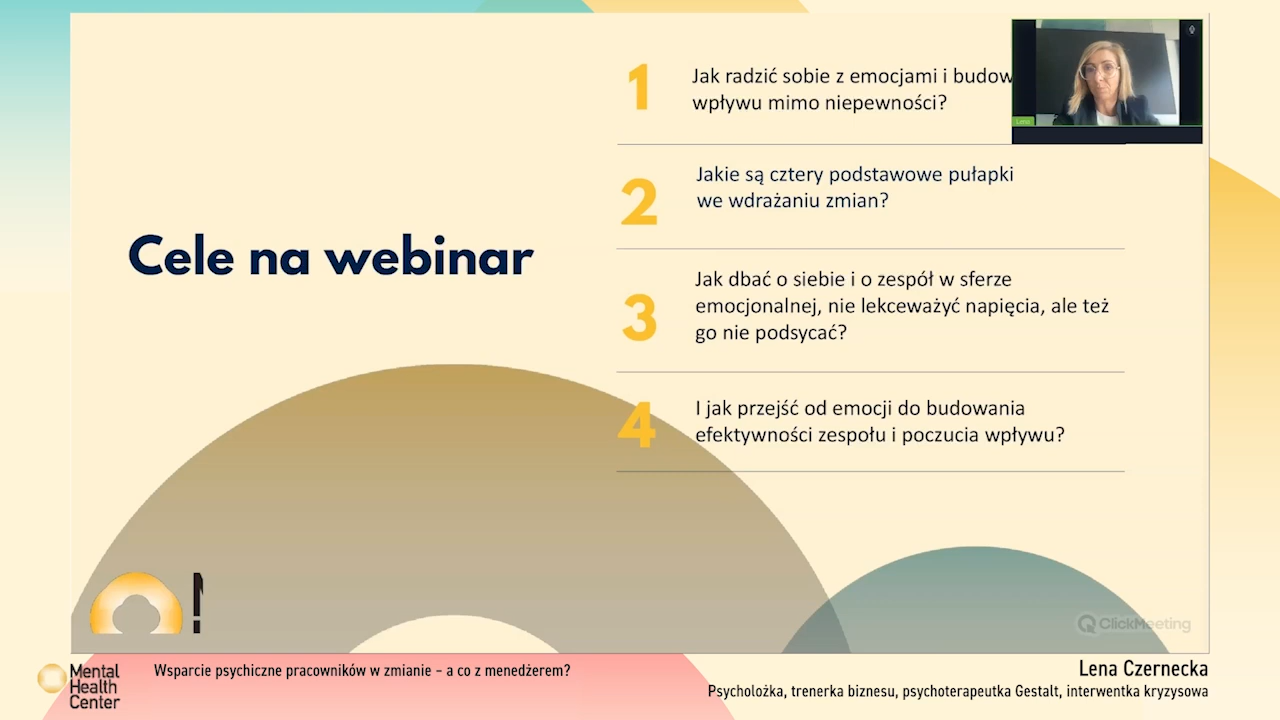 Cele na webinar
1
Jak radzić sobie z emocjami i budow
wpływu mimo niepewności?
2
Jakie są cztery podstawowe pułapki
we wdrażaniu zmian?
3
Jak dbać o siebie i o zespół w sferze
emocjonalnej, nie lekceważyć napięcia, ale też
go nie podsycać?
4
I jak przejść od emocji do budowania
efektywności zespołu i poczucia wpływu?
Lena
ClickMeeting
Mental
Health
Center
Wsparcie psychiczne pracowników w zmianie – a co z menedżerem?
Lena Czernecka
Psycholożka, trenerka biznesu, psychoterapeutka Gestalt, interwentka kryzysowa